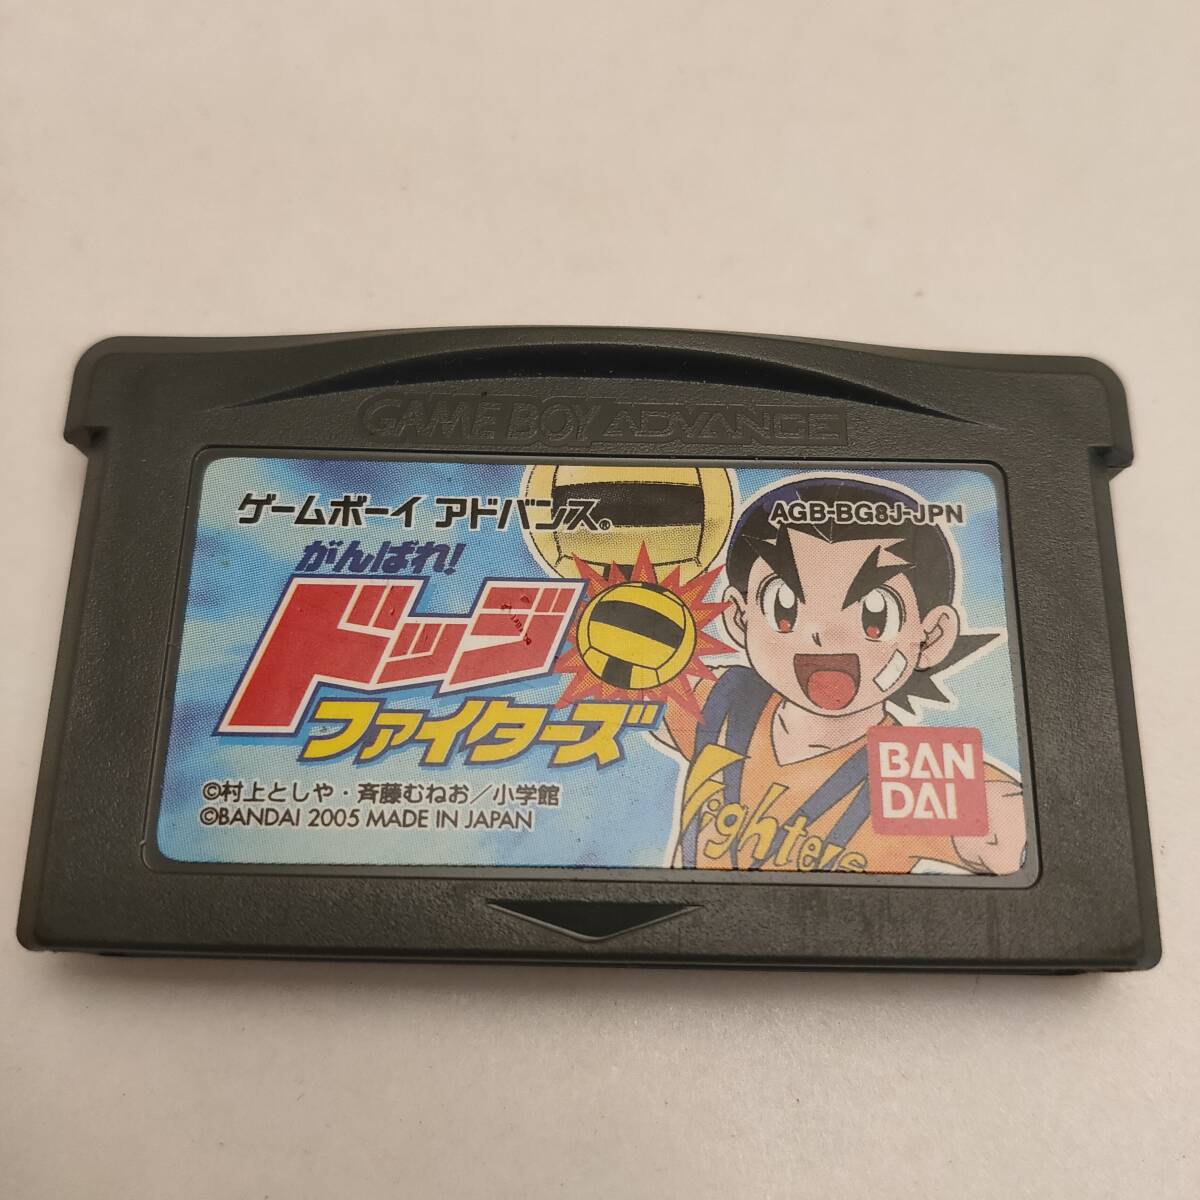 GAME BOY ADVANCE
ゲームボーイ アドバンス®
AGB-BG8J-JPN
がんばれ!
ドッジ
ファイターズ
Fighters
BAN
DAI
©村上としや・斉藤むねお／小学館
©BANDAI 2005 MADE IN JAPAN